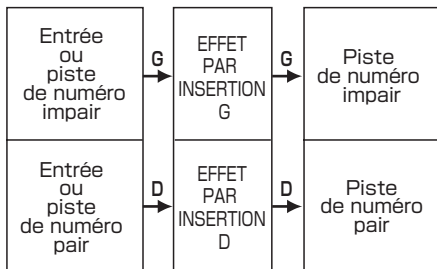 Entrée
ou
piste
de numéro
impair
G
EFFET
PAR
INSERTION
G
G
Piste
de numéro
impair
Entrée
ou
piste
de numéro
pair
D
EFFET
PAR
INSERTION
D
D
Piste
de numéro
pair